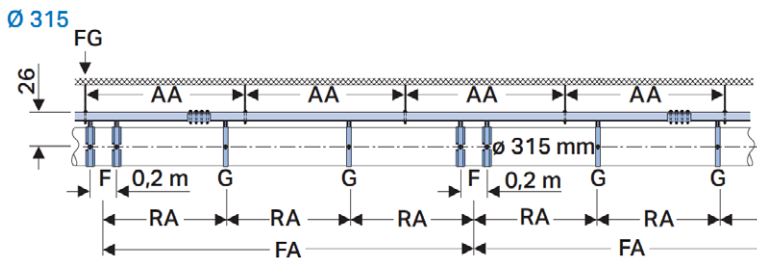 Ø 315
FG
26
AA AA AA AA
ø 315 mm
F 0,2 m G G F 0,2 m G G
RA RA RA RA RA
FA FA